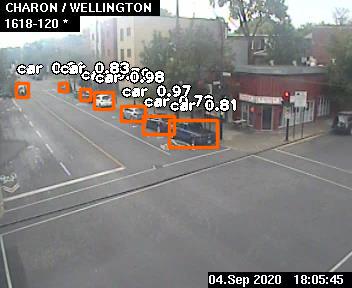 CHARON / WELLINGTON
1618-120 *
car 0.83
car 0.98
car 0.97
car 0.81
04.Sep 2020 18:05:45